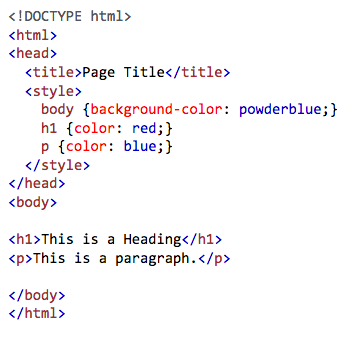 <!DOCTYPE html>
<html>
<head>
  <title>Page Title</title>
  <style>
    body {background-color: powderblue;}
    h1 {color: red;}
    p {color: blue;}
  </style>
</head>
<body>

<h1>This is a Heading</h1>
<p>This is a paragraph.</p>

</body>
</html>